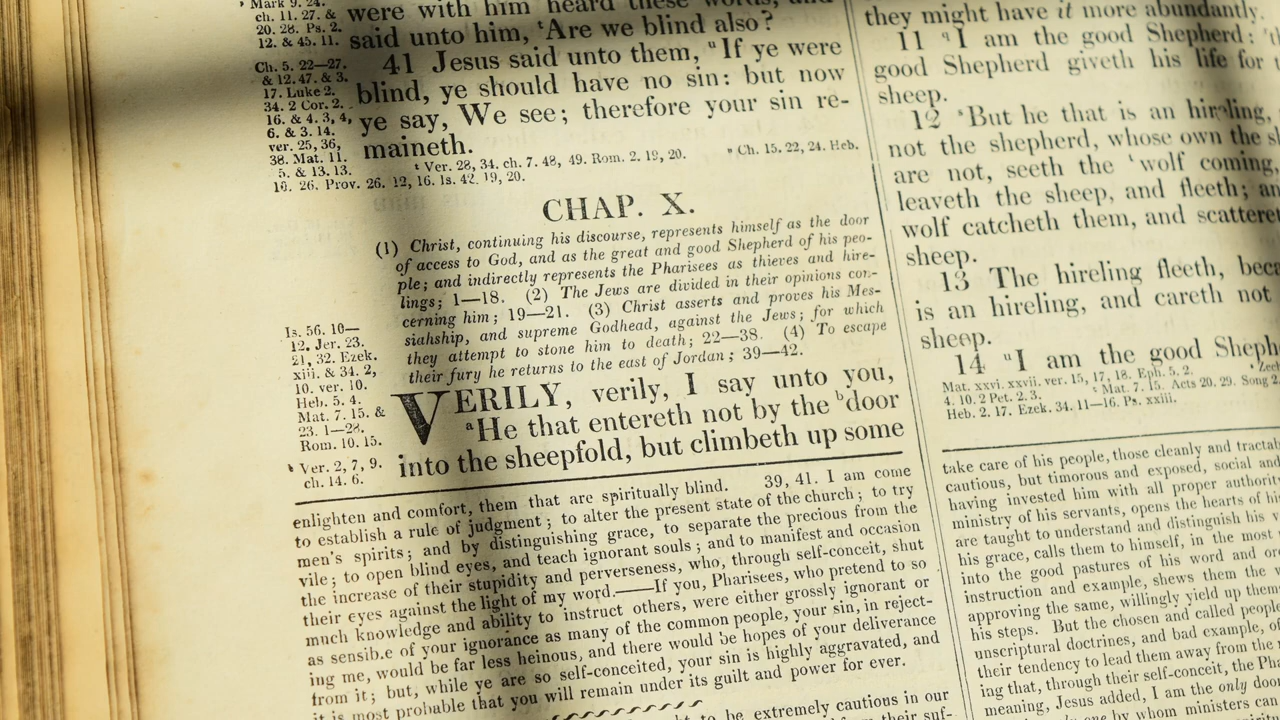 Mark 9. 24.
ch. 11. 27. &
20. 28. Ps. 2.
12. & 45. 11.
Ch. 5. 22—27.
& 12. 47. & 3.
17. Luke 2.
34. 2 Cor. 2.
16. & 4. 3, 4,
6. & 3. 14.
ver. 25, 36,
38. Mat. 11.
5. & 13. 13.
were with him heard these words, and
said unto him, ᵗAre we blind also?
41 Jesus said unto them, ᵘIf ye were
blind, ye should have no sin: but now
ye say, We see; therefore your sin re-
maineth.
ᵗ Ver. 28, 34. ch. 7. 48, 49. Rom. 2. 19, 20. ᵘ Ch. 15. 22, 24. Heb.
10. 26. Prov. 26. 12, 16. Is. 42. 19, 20.
CHAP. X.
(1) Christ, continuing his discourse, represents himself as the door
of access to God, and as the great and good Shepherd of his peo-
ple; and indirectly represents the Pharisees as thieves and hire-
lings; 1—18. (2) The Jews are divided in their opinions con-
cerning him; 19—21. (3) Christ asserts and proves his Mes-
siahship, and supreme Godhead, against the Jews; for which
they attempt to stone him to death; 22—38. (4) To escape
their fury he returns to the east of Jordan; 39—42.
Is. 56. 10—
12. Jer. 23.
21, 32. Ezek.
xiii. & 34. 2,
10. ver. 10.
Heb. 5. 4.
Mat. 7. 15. &
23. 1—28.
Rom. 10. 15.
ᵇ Ver. 2, 7, 9.
ch. 14. 6.
VERILY, verily, I say unto you,
ᵃHe that entereth not by the ᵇdoor
into the sheepfold, but climbeth up some
enlighten and comfort, them that are spiritually blind. 39, 41. I am come
to establish a rule of judgment; to alter the present state of the church; to try
men's spirits; and by distinguishing grace, to separate the precious from the
vile; to open blind eyes, and teach ignorant souls; and to manifest and occasion
the increase of their stupidity and perverseness, who, through self-conceit, shut
their eyes against the light of my word.——If you, Pharisees, who pretend to so
much knowledge and ability to instruct others, were either grossly ignorant or
as sensible of your ignorance as many of the common people, your sin, in reject-
ing me, would be far less heinous, and there would be hopes of your deliverance
from it; but, while ye are so self-conceited, your sin is highly aggravated, and
it is most probable that you will remain under its guilt and power for ever.
to be extremely cautious in our
from their suf-
they might have it more abundantly.
11 ᑫI am the good Shepherd:
good Shepherd giveth his life for
sheep.
12 ˢBut he that is an hireling,
not the shepherd, whose own the
are not, seeth the ᵗwolf coming,
leaveth the sheep, and fleeth;
wolf catcheth them, and
sheep.
13 The hireling fleeth,
is an hireling, and careth not
sheep.
14 ᵘI am the good
Mat. xxvi. xxvii. ver. 15, 17, 18. Eph. 5. 2.
4. 10. 2 Pet. 2. 3. Mat. 7. 15. Acts 20. 29. Song 2.
Heb. 2. 17. Ezek. 34. 11—16. Ps. xxiii.
take care of his people, those cleanly and
cautious, but timorous and exposed, social and
having invested him with all proper
ministry of his servants, opens the hearts of
are taught to understand and distinguish his
his grace, calls them to himself, in the most
into the good pastures of his word and
instruction and example, shews them the
approving the same, willingly yield up
his steps. But the chosen and called
unscriptural doctrines, and bad example, of
their tendency to lead them away from the
ing that, through their self-conceit, the
meaning, Jesus added, I am the only door
one by whom ministers can